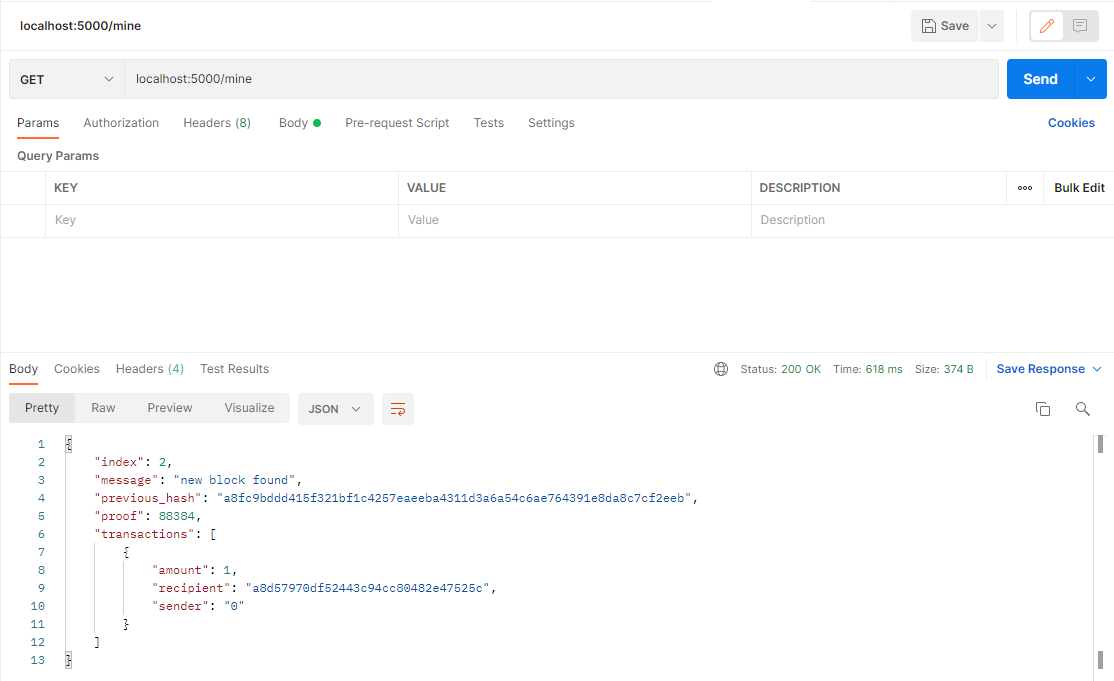 localhost:5000/mine
Save
GET
localhost:5000/mine
Send
Params Authorization Headers (8) Body Pre-request Script Tests Settings Cookies
Query Params
KEY VALUE DESCRIPTION Bulk Edit
Key Value Description
Body Cookies Headers (4) Test Results Status: 200 OK Time: 618 ms Size: 374 B Save Response
Pretty Raw Preview Visualize JSON
1 {
2 "index": 2,
3 "message": "new block found",
4 "previous_hash": "a8fc9bddd415f321bf1c4257eaeeba4311d3a6a54c6ae764391e8da8c7cf2eeb",
5 "proof": 88384,
6 "transactions": [
7 {
8 "amount": 1,
9 "recipient": "a8d57970df52443c94cc80482e47525c",
10 "sender": "0"
11 }
12 ]
13 }